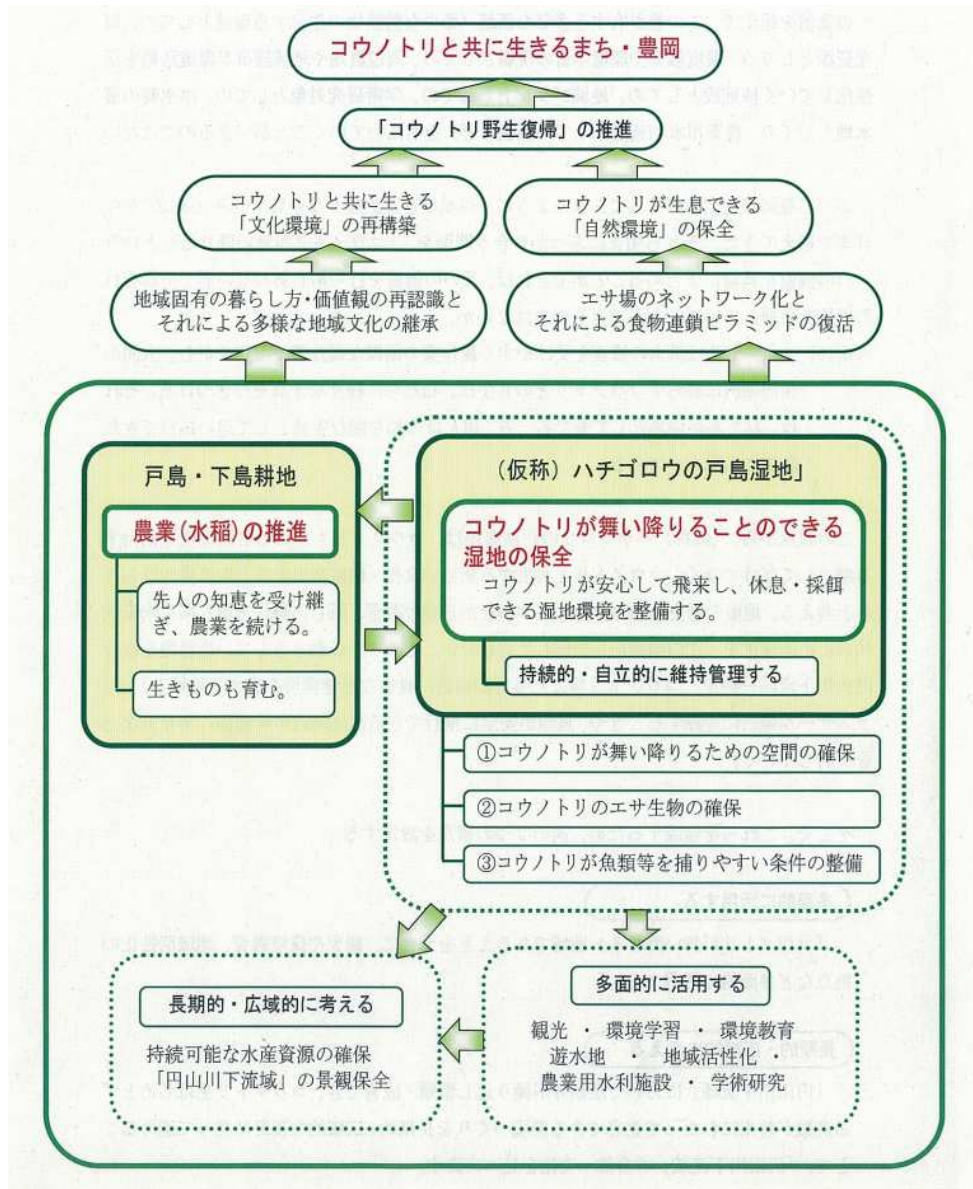 コウノトリと共に生きるまち・豊岡
「コウノトリ野生復帰」の推進
コウノトリと共に生きる
「文化環境」の再構築
コウノトリが生息できる
「自然環境」の保全
地域固有の暮らし方・価値観の再認識と
それによる多様な地域文化の継承
エサ場のネットワーク化と
それによる食物連鎖ピラミッドの復活
戸島・下島耕地
農業(水稲)の推進
先人の知恵を受け継
ぎ、農業を続ける。
生きものも育む。
(仮称)ハチゴロウの戸島湿地」
コウノトリが舞い降りることのできる
湿地の保全
コウノトリが安心して飛来し、休息・採餌
できる湿地環境を整備する。
持続的・自立的に維持管理する
①コウノトリが舞い降りるための空間の確保
②コウノトリのエサ生物の確保
③コウノトリが魚類等を捕りやすい条件の整備
長期的・広域的に考える
持続可能な水産資源の確保
「円山川下流域」の景観保全
多面的に活用する
観光 ・ 環境学習 ・ 環境教育
遊水地 ・ 地域活性化 ・
農業用水利施設 ・ 学術研究